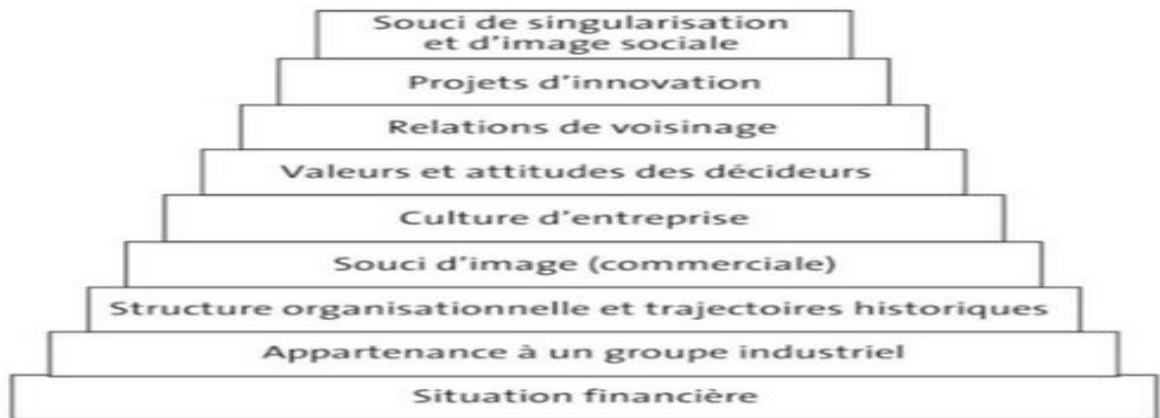 Souci de singularisation
et d'image sociale
Projets d'innovation
Relations de voisinage
Valeurs et attitudes des décideurs
Culture d'entreprise
Souci d'image (commerciale)
Structure organisationnelle et trajectoires historiques
Appartenance à un groupe industriel
Situation financière